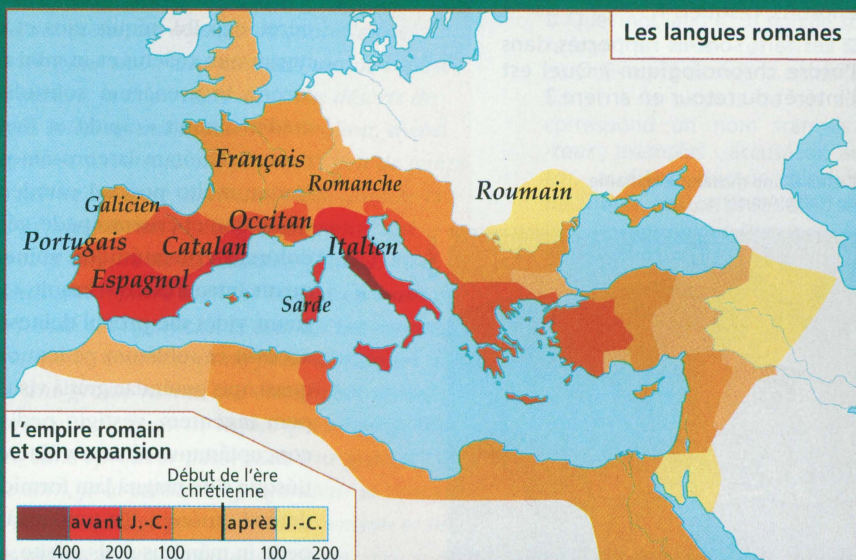 Les langues romanes
Français
Romanche
Roumain
Galicien
Occitan
Portugais
Catalan
Italien
Espagnol
Sarde
L'empire romain
et son expansion
Début de l'ère
chrétienne
avant J.-C. après J.-C.
400 200 100 100 200